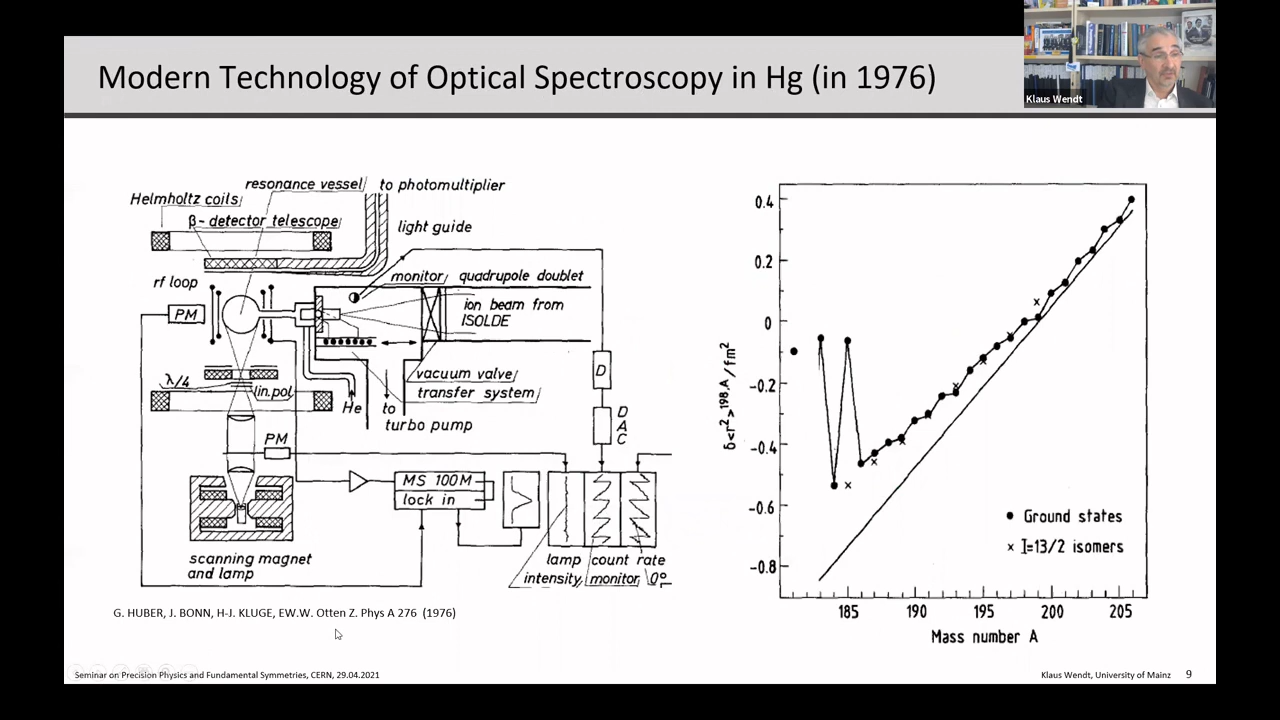 Modern Technology of Optical Spectroscopy in Hg (in 1976)
Klaus Wendt
resonance vessel
to photomultiplier
Helmholtz coils
β- detector telescope
light guide
rf loop
monitor
quadrupole doublet
PM
ion beam from
ISOLDE
λ/4
lin.pol.
vacuum valve
transfer system
D
He
to
turbo pump
DAC
PM
MS 100M
lock in
scanning magnet
and lamp
lamp
intensity
count rate
monitor
0°
G. HUBER, J. BONN, H-J. KLUGE, EW.W. Otten Z. Phys A 276 (1976)
δ<r²>¹⁹⁸,ᴬ/fm²
0.4
0.2
0
-0.2
-0.4
-0.6
-0.8
Ground states
I=13/2 isomers
185
190
195
200
205
Mass number A
Seminar on Precision Physics and Fundamental Symmetries, CERN, 29.04.2021
Klaus Wendt, University of Mainz
9